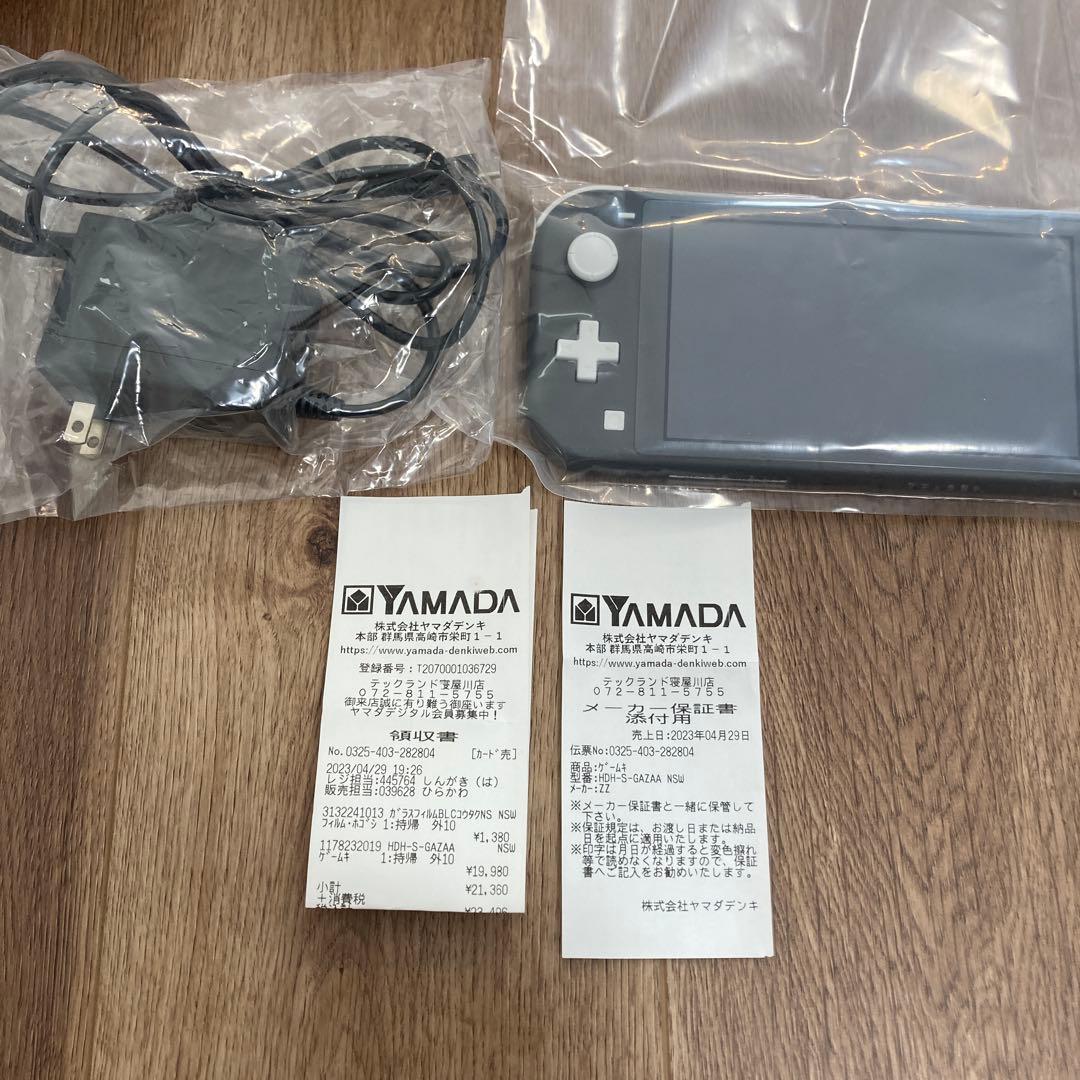 YAMADA
株式会社ヤマダデンキ
本部 群馬県高崎市栄町1-1
https://www.yamada-denkiweb.com
登録番号:T2070001036729
テックランド寝屋川店
072-811-5755
御来店誠に有り難う御座います
ヤマダデジタル会員募集中!
領収書
No.0325-403-282804 [カード売]
2023/04/29 19:26
レジ担当:445764 しんがき(は)
販売担当:039628 ひらかわ
3132241013 ガラスフィルムBLCコウタクNS NSW
フィルム・ホゴシ 1:持帰 外10
¥1,380
1178232019 HDH-S-GAZAA NSW
ゲームキ 1:持帰 外10
¥19,980
小計 ¥21,360
+消費税
YAMADA
株式会社ヤマダデンキ
本部 群馬県高崎市栄町1-1
https://www.yamada-denkiweb.com
テックランド寝屋川店
072-811-5755
メーカー保証書
添付用
売上日:2023年04月29日
伝票No:0325-403-282804
商品:ゲームキ
型番:HDH-S-GAZAA NSW
メーカー:ZZ
※メーカー保証書と一緒に保管して
下さい。
※保証規定は、お渡し日または納品
日を起点に適用いたします。
※印字は月日が経過すると変色擦れ
等で読めなくなりますので、保証
書へご記入をお勧めいたします。
株式会社ヤマダデンキ